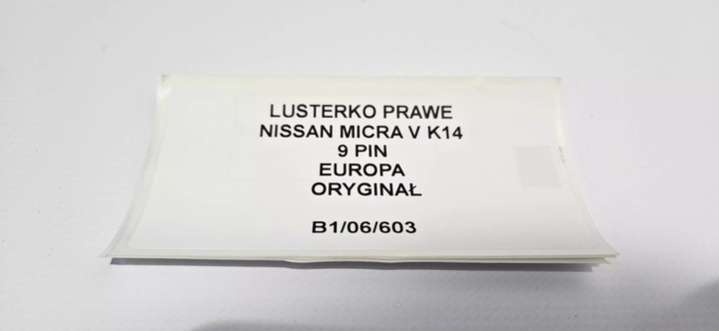 LUSTERKO PRAWE
NISSAN MICRA V K14
9 PIN
EUROPA
ORYGINAŁ
B1/06/603